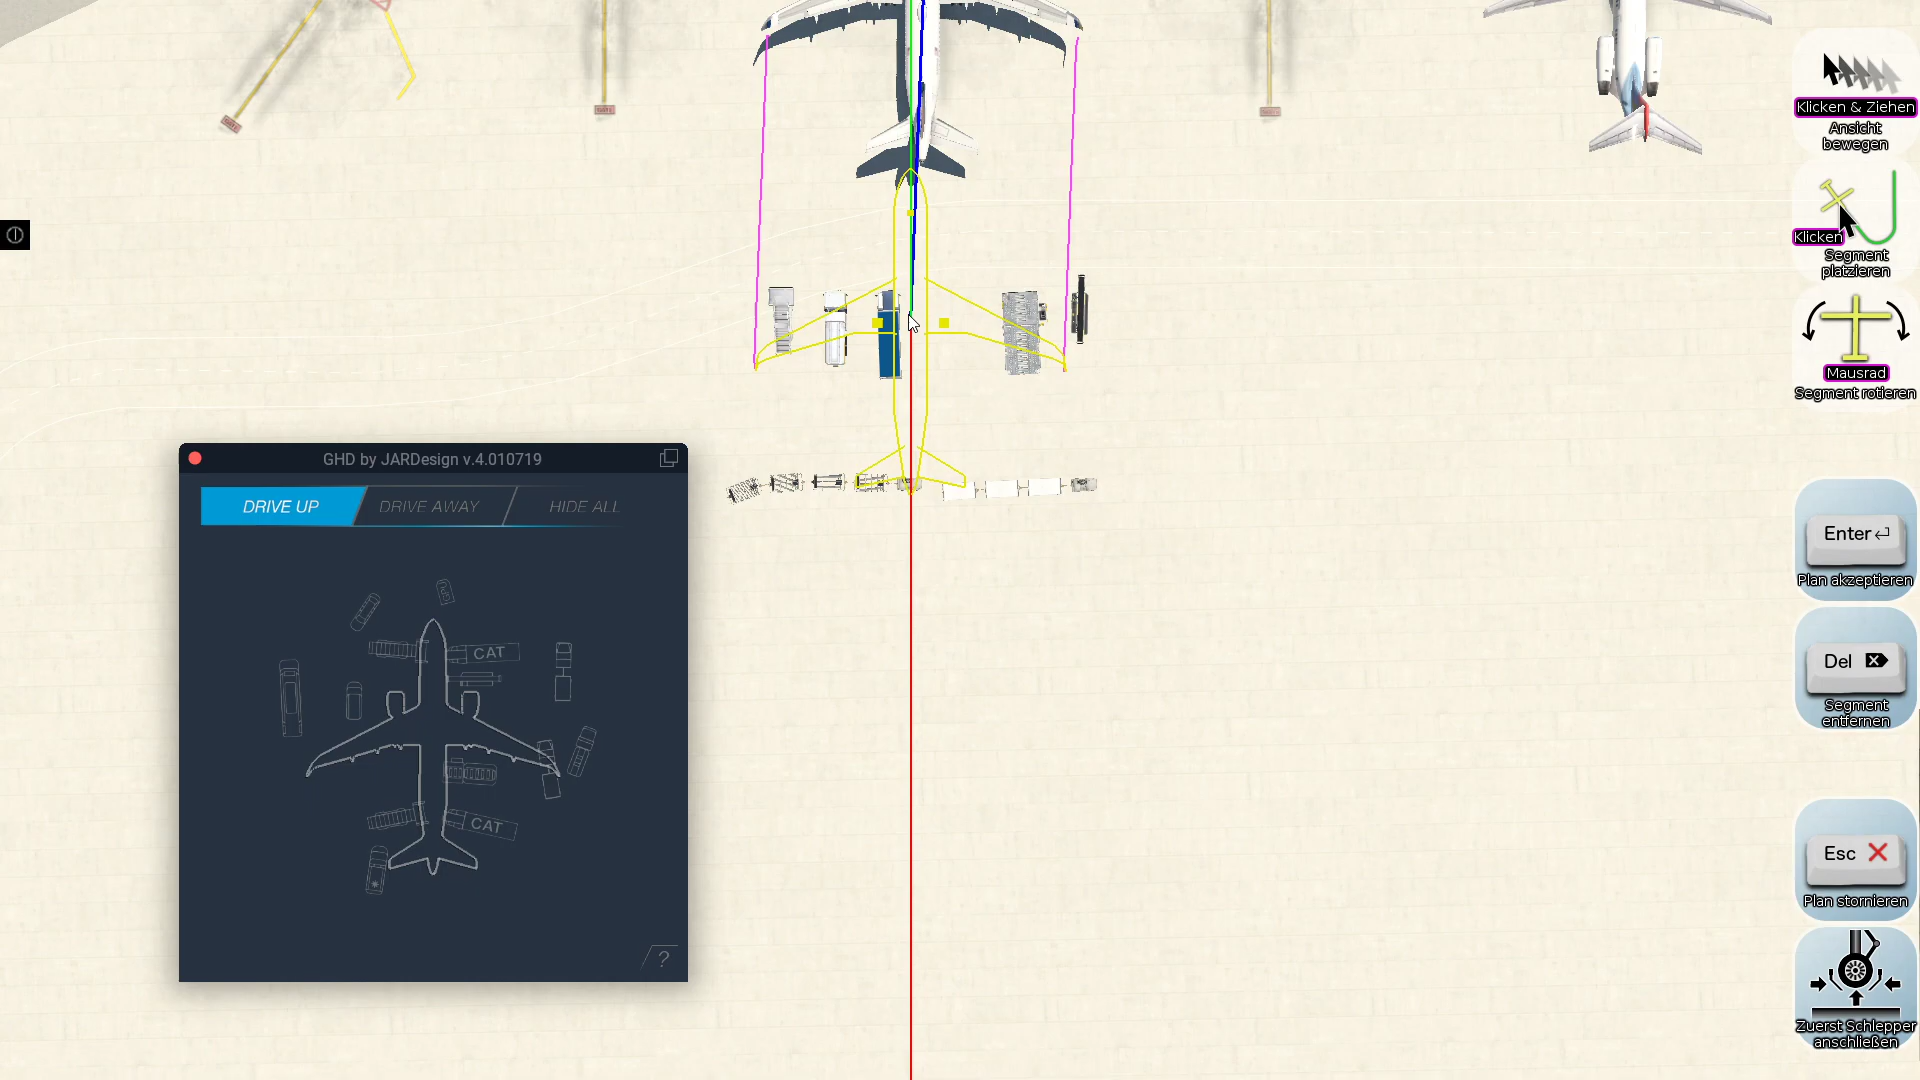 Klicken & Ziehen
Ansicht
bewegen
Klicken
Segment
platzieren
Mausrad
Segment rotieren
GHD by JARDesign v.4.010719
DRIVE UP
DRIVE AWAY
HIDE ALL
CAT
CAT
?
Enter
Plan akzeptieren
Del
Segment
entfernen
Esc
Plan stornieren
Zuerst Schlepper
anschließen